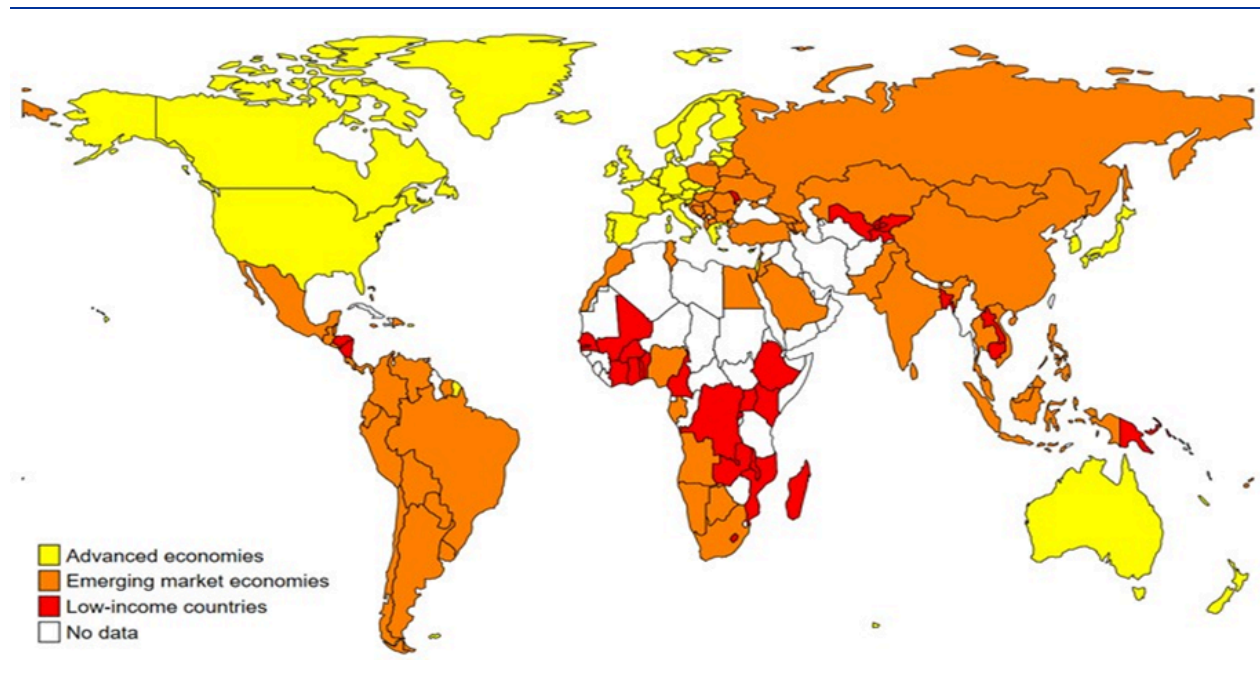 Advanced economies
Emerging market economies
Low-income countries
No data